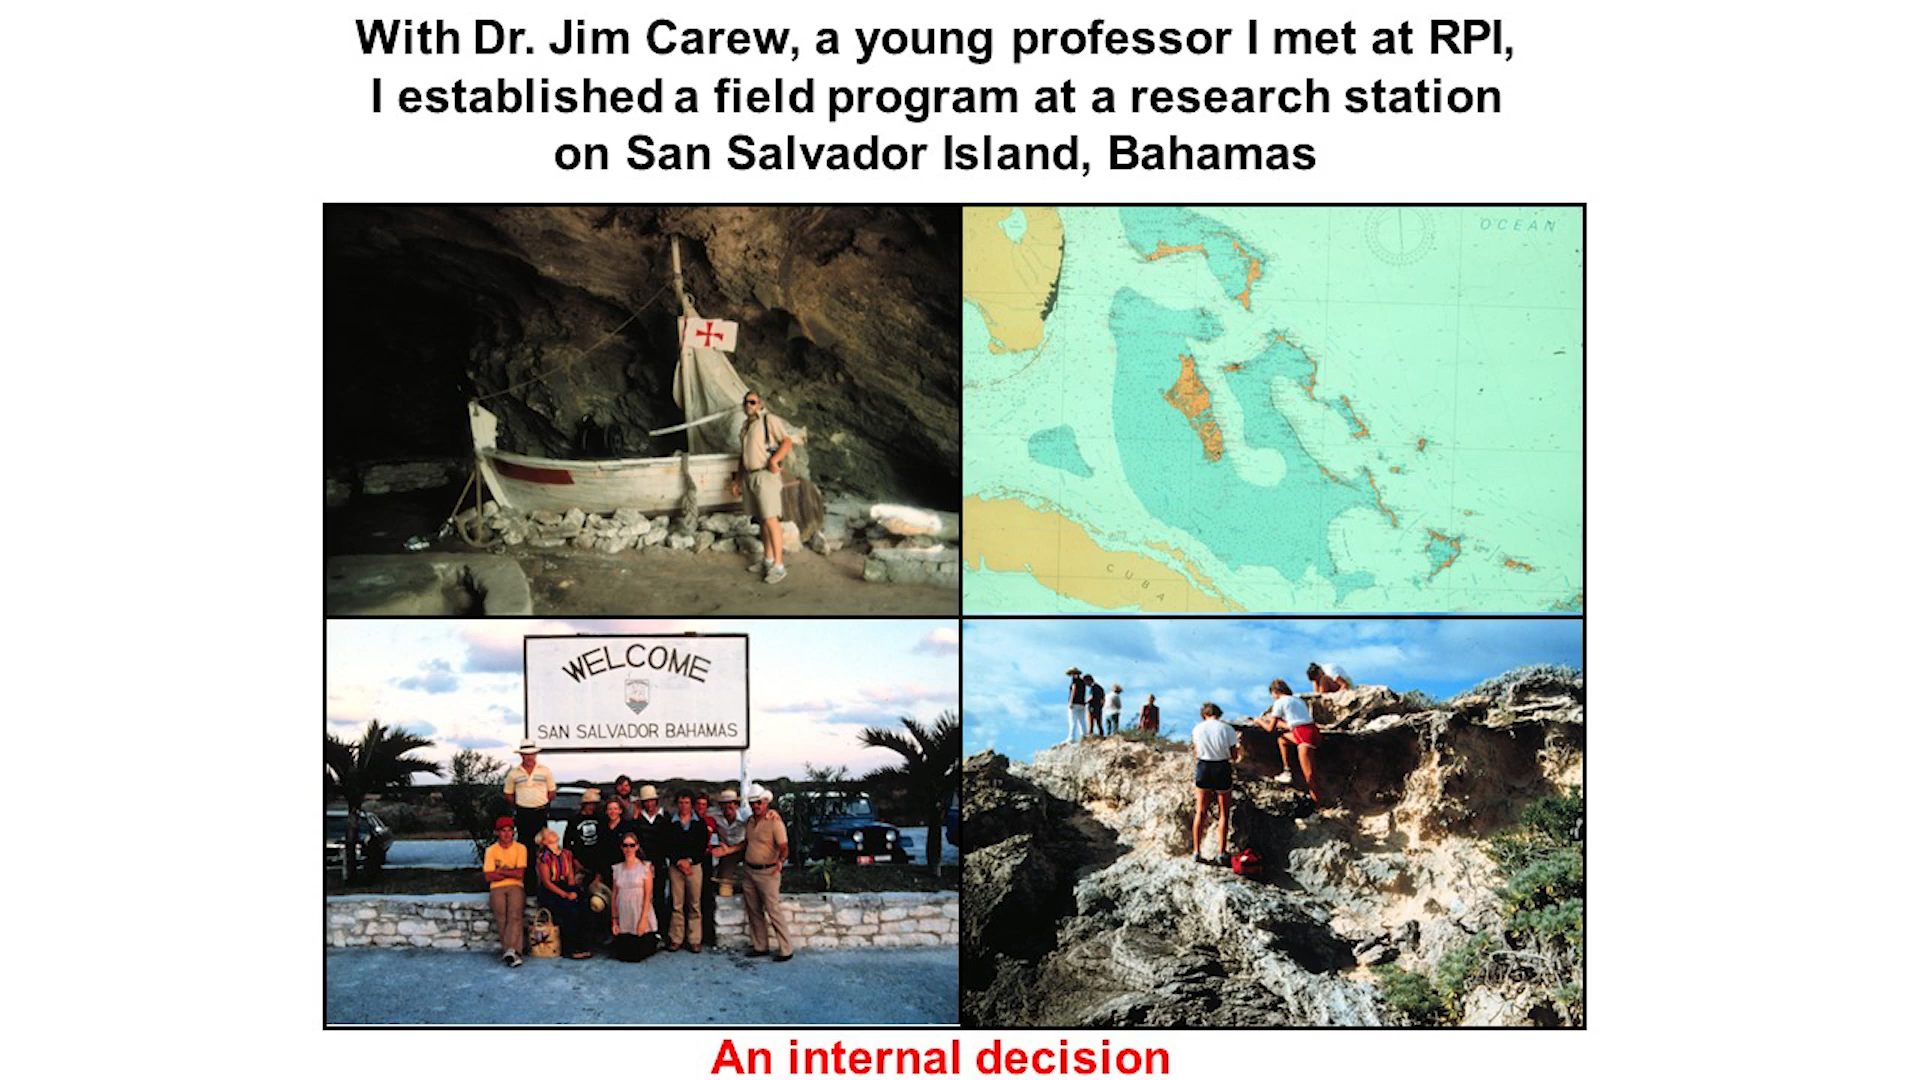 With Dr. Jim Carew, a young professor I met at RPI,
I established a field program at a research station
on San Salvador Island, Bahamas
OCEAN
CUBA
WELCOME
SAN SALVADOR BAHAMAS
An internal decision